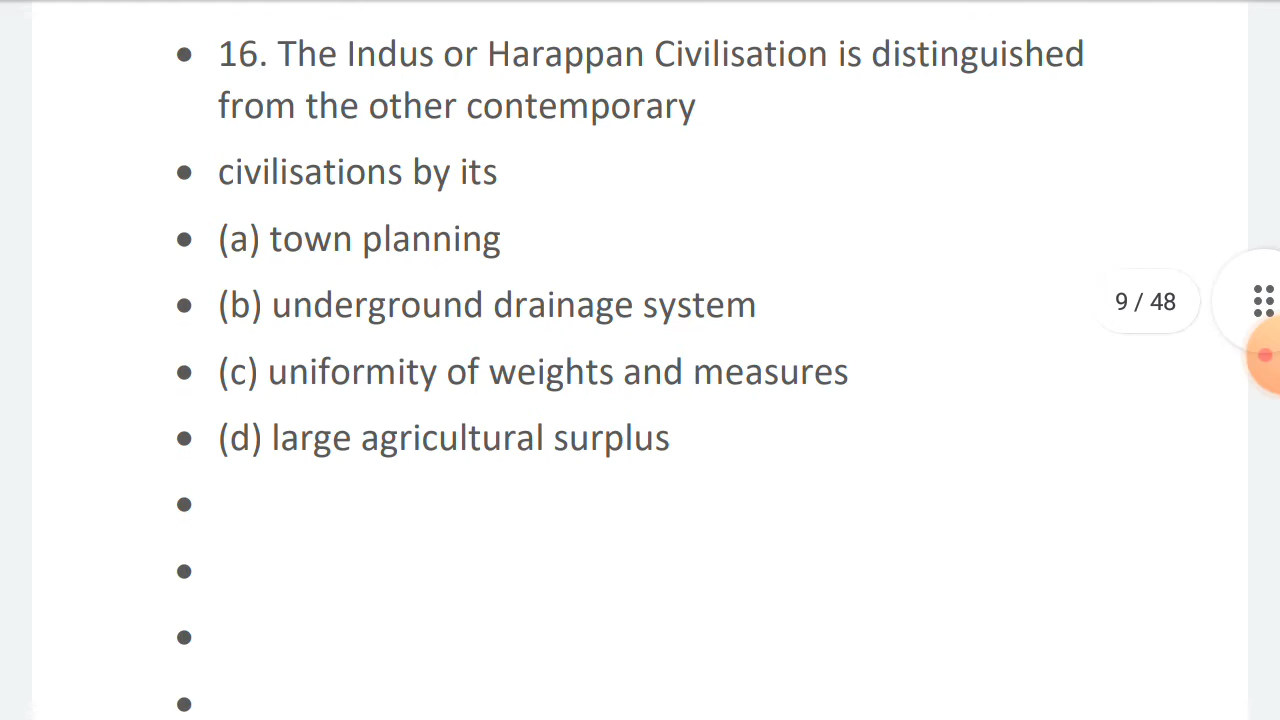 • 16. The Indus or Harappan Civilisation is distinguished
from the other contemporary
• civilisations by its
• (a) town planning
• (b) underground drainage system
• (c) uniformity of weights and measures
• (d) large agricultural surplus
9 / 48